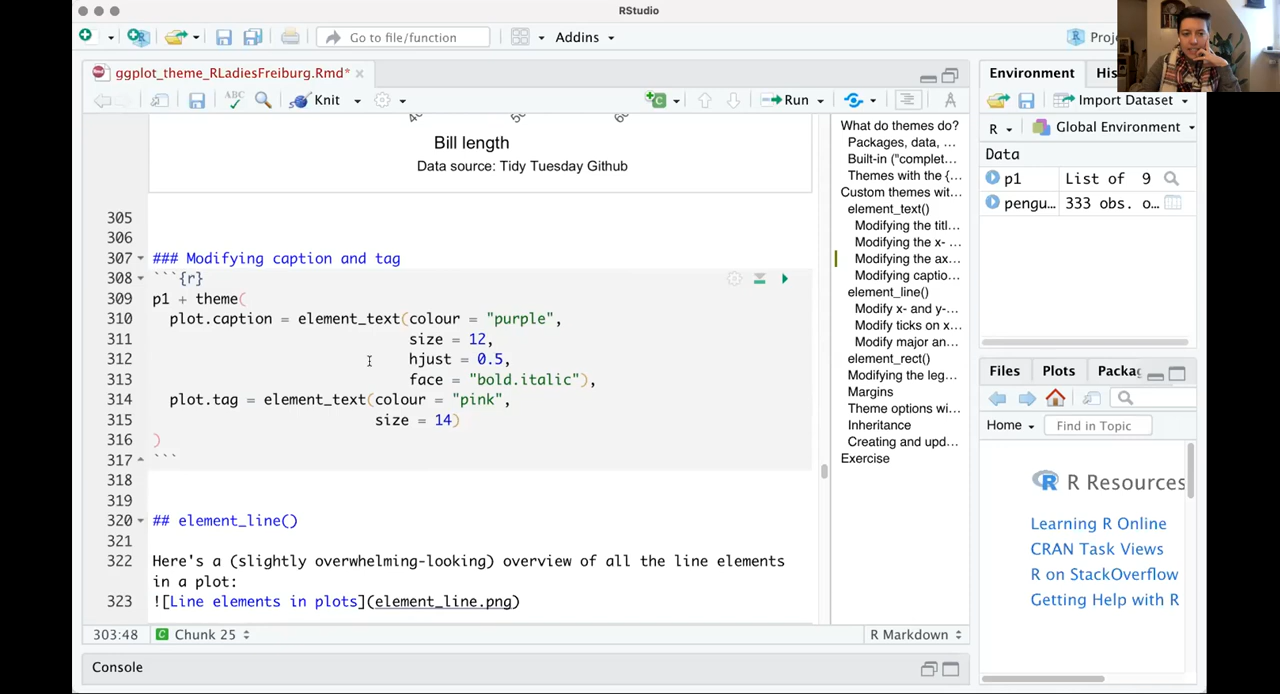 RStudio
Go to file/function
Addins
Proje
ggplot_theme_RLadiesFreiburg.Rmd*
ABC
Knit
Run
Bill length
Data source: Tidy Tuesday Github
305
306
307 ### Modifying caption and tag
308 ```{r}
309 p1 + theme(
310 plot.caption = element_text(colour = "purple",
311 size = 12,
312 hjust = 0.5,
313 face = "bold.italic"),
314 plot.tag = element_text(colour = "pink",
315 size = 14)
316 )
317 ```
318
319
320 ## element_line()
321
322 Here's a (slightly overwhelming-looking) overview of all the line elements
in a plot:
323 ![Line elements in plots](element_line.png)
303:48 Chunk 25 R Markdown
Console
What do themes do?
Packages, data, ...
Built-in ("complet...
Themes with the {...
Custom themes wit...
element_text()
Modifying the titl...
Modifying the x- ...
Modifying the ax...
Modifying captio...
element_line()
Modify x- and y-...
Modify ticks on x...
Modify major an...
element_rect()
Modifying the leg...
Margins
Theme options wi...
Inheritance
Creating and upd...
Exercise
Environment His
Import Dataset
R Global Environment
Data
p1 List of 9
pengu... 333 obs. o...
Files Plots Packag
Home Find in Topic
R Resources
Learning R Online
CRAN Task Views
R on StackOverflow
Getting Help with R